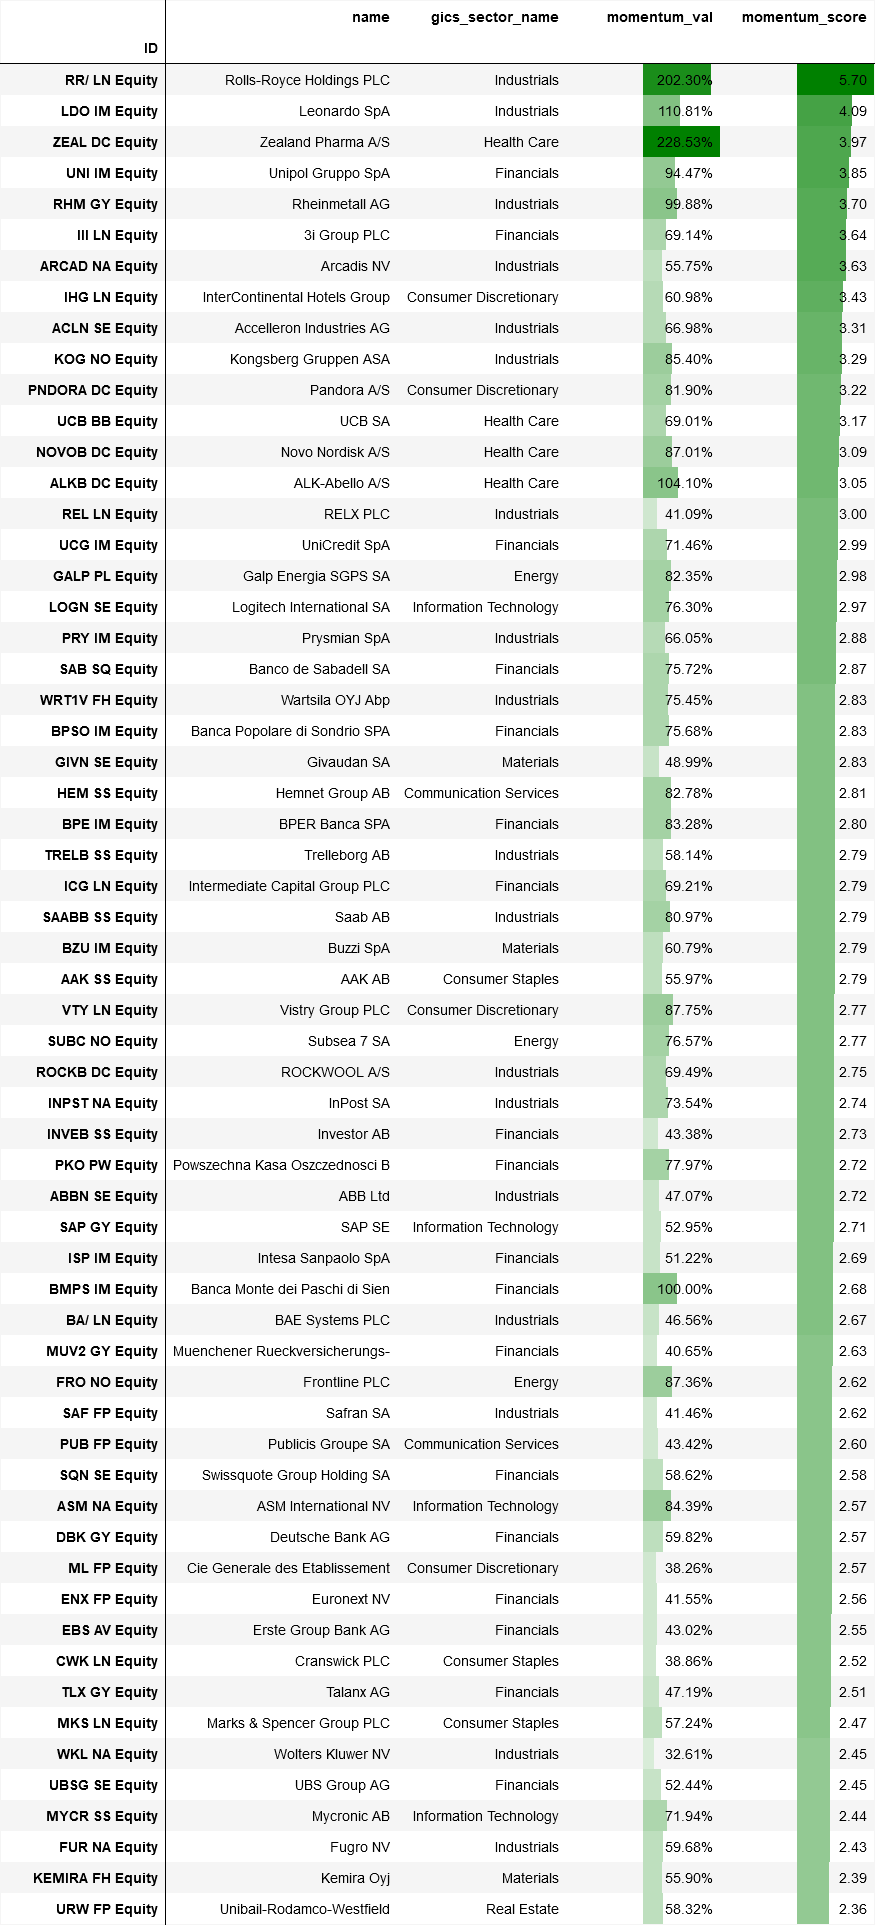 name gics_sector_name momentum_val momentum_score
ID
RR/ LN Equity Rolls-Royce Holdings PLC Industrials 202.30% 5.70
LDO IM Equity Leonardo SpA Industrials 110.81% 4.09
ZEAL DC Equity Zealand Pharma A/S Health Care 228.53% 3.97
UNI IM Equity Unipol Gruppo SpA Financials 94.47% 3.85
RHM GY Equity Rheinmetall AG Industrials 99.88% 3.70
III LN Equity 3i Group PLC Financials 69.14% 3.64
ARCAD NA Equity Arcadis NV Industrials 55.75% 3.63
IHG LN Equity InterContinental Hotels Group Consumer Discretionary 60.98% 3.43
ACLN SE Equity Accelleron Industries AG Industrials 66.98% 3.31
KOG NO Equity Kongsberg Gruppen ASA Industrials 85.40% 3.29
PNDORA DC Equity Pandora A/S Consumer Discretionary 81.90% 3.22
UCB BB Equity UCB SA Health Care 69.01% 3.17
NOVOB DC Equity Novo Nordisk A/S Health Care 87.01% 3.09
ALKB DC Equity ALK-Abello A/S Health Care 104.10% 3.05
REL LN Equity RELX PLC Industrials 41.09% 3.00
UCG IM Equity UniCredit SpA Financials 71.46% 2.99
GALP PL Equity Galp Energia SGPS SA Energy 82.35% 2.98
LOGN SE Equity Logitech International SA Information Technology 76.30% 2.97
PRY IM Equity Prysmian SpA Industrials 66.05% 2.88
SAB SQ Equity Banco de Sabadell SA Financials 75.72% 2.87
WRT1V FH Equity Wartsila OYJ Abp Industrials 75.45% 2.83
BPSO IM Equity Banca Popolare di Sondrio SPA Financials 75.68% 2.83
GIVN SE Equity Givaudan SA Materials 48.99% 2.83
HEM SS Equity Hemnet Group AB Communication Services 82.78% 2.81
BPE IM Equity BPER Banca SPA Financials 83.28% 2.80
TRELB SS Equity Trelleborg AB Industrials 58.14% 2.79
ICG LN Equity Intermediate Capital Group PLC Financials 69.21% 2.79
SAABB SS Equity Saab AB Industrials 80.97% 2.79
BZU IM Equity Buzzi SpA Materials 60.79% 2.79
AAK SS Equity AAK AB Consumer Staples 55.97% 2.79
VTY LN Equity Vistry Group PLC Consumer Discretionary 87.75% 2.77
SUBC NO Equity Subsea 7 SA Energy 76.57% 2.77
ROCKB DC Equity ROCKWOOL A/S Industrials 69.49% 2.75
INPST NA Equity InPost SA Industrials 73.54% 2.74
INVEB SS Equity Investor AB Financials 43.38% 2.73
PKO PW Equity Powszechna Kasa Oszczednosci B Financials 77.97% 2.72
ABBN SE Equity ABB Ltd Industrials 47.07% 2.72
SAP GY Equity SAP SE Information Technology 52.95% 2.71
ISP IM Equity Intesa Sanpaolo SpA Financials 51.22% 2.69
BMPS IM Equity Banca Monte dei Paschi di Sien Financials 100.00% 2.68
BA/ LN Equity BAE Systems PLC Industrials 46.56% 2.67
MUV2 GY Equity Muenchener Rueckversicherungs- Financials 40.65% 2.63
FRO NO Equity Frontline PLC Energy 87.36% 2.62
SAF FP Equity Safran SA Industrials 41.46% 2.62
PUB FP Equity Publicis Groupe SA Communication Services 43.42% 2.60
SQN SE Equity Swissquote Group Holding SA Financials 58.62% 2.58
ASM NA Equity ASM International NV Information Technology 84.39% 2.57
DBK GY Equity Deutsche Bank AG Financials 59.82% 2.57
ML FP Equity Cie Generale des Etablissement Consumer Discretionary 38.26% 2.57
ENX FP Equity Euronext NV Financials 41.55% 2.56
EBS AV Equity Erste Group Bank AG Financials 43.02% 2.55
CWK LN Equity Cranswick PLC Consumer Staples 38.86% 2.52
TLX GY Equity Talanx AG Financials 47.19% 2.51
MKS LN Equity Marks & Spencer Group PLC Consumer Staples 57.24% 2.47
WKL NA Equity Wolters Kluwer NV Industrials 32.61% 2.45
UBSG SE Equity UBS Group AG Financials 52.44% 2.45
MYCR SS Equity Mycronic AB Information Technology 71.94% 2.44
FUR NA Equity Fugro NV Industrials 59.68% 2.43
KEMIRA FH Equity Kemira Oyj Materials 55.90% 2.39
URW FP Equity Unibail-Rodamco-Westfield Real Estate 58.32% 2.36